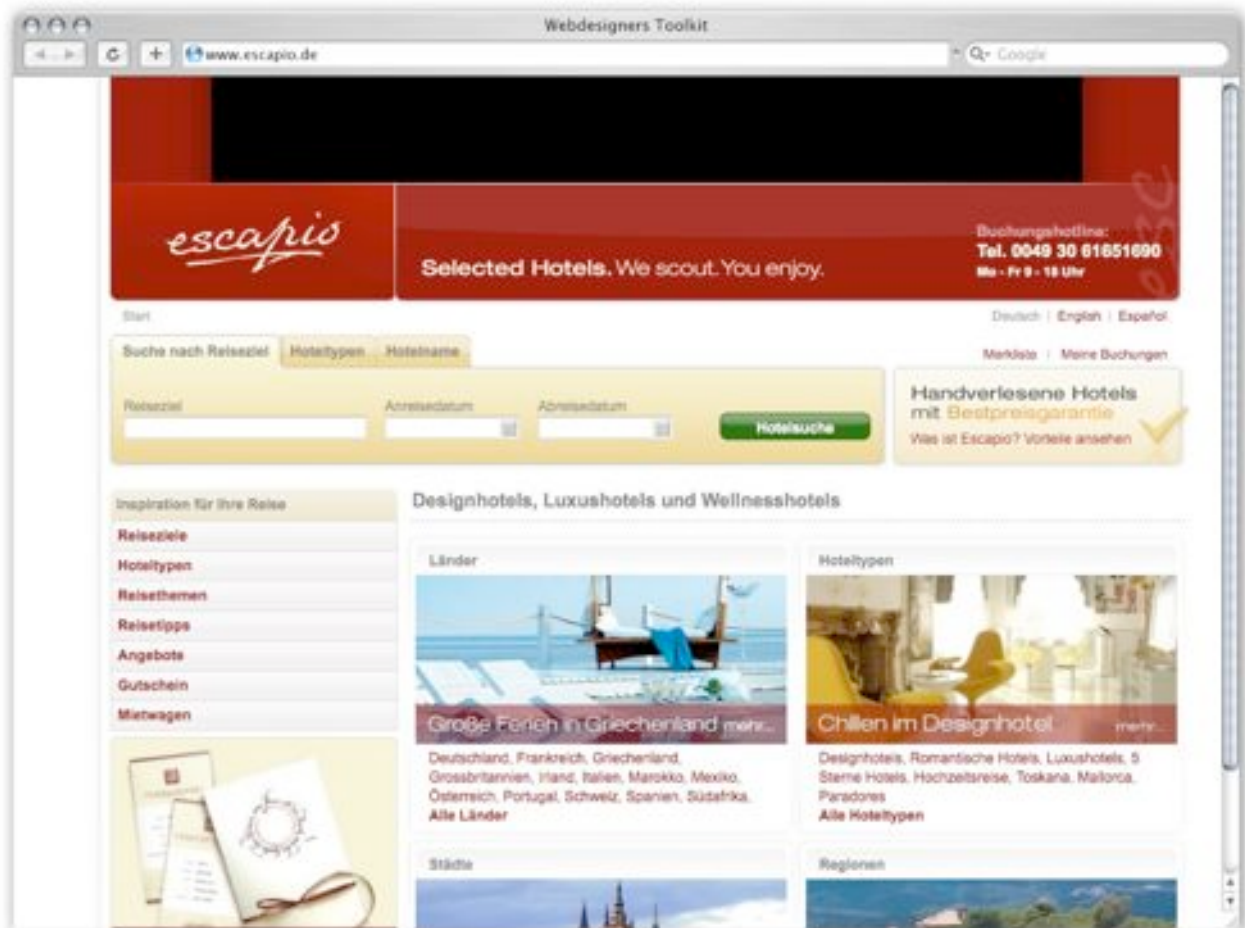 Webdesigners Toolkit
www.escapio.de
Google
escapio
Selected Hotels. We scout. You enjoy.
Buchungshotline:
Tel. 0049 30 61651690
Mo - Fr 9 - 18 Uhr
Start
Deutsch | English | Español
Suche nach Reiseziel Hoteltypen Hotelname
Merkliste | Meine Buchungen
Reiseziel Anreisedatum Abreisedatum
Hotelsuche
Handverlesene Hotels
mit Bestpreisgarantie
Was ist Escapio? Vorteile ansehen
Inspiration für Ihre Reise
Reiseziele
Hoteltypen
Reisethemen
Reisetipps
Angebote
Gutschein
Mietwagen
Designhotels, Luxushotels und Wellnesshotels
Länder
Große Ferien in Griechenland mehr...
Deutschland, Frankreich, Griechenland,
Grossbritannien, Irland, Italien, Marokko, Mexiko,
Österreich, Portugal, Schweiz, Spanien, Südafrika,
Alle Länder
Hoteltypen
Chillen im Designhotel mehr...
Designhotels, Romantische Hotels, Luxushotels, 5
Sterne Hotels, Hochzeitsreise, Toskana, Mallorca,
Paradores
Alle Hoteltypen
Städte
Regionen